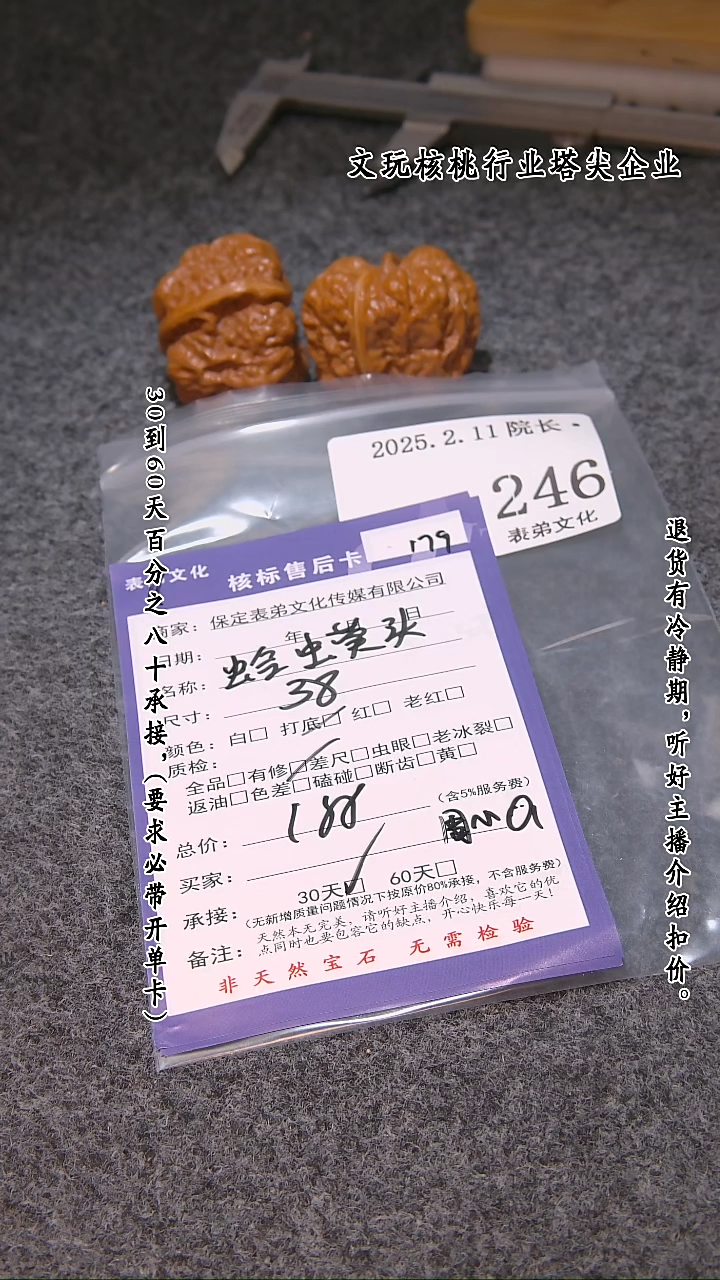 文玩核桃行业塔尖企业
30到60天百分之八十承接，（要求必带开单卡）
退货有冷静期，听好主播介绍扣价。
2025.2.11 院长
246
表弟文化
179
文化 核标售后卡
商家：保定表弟文化传媒有限公司
日期： 年 日
名称：
尺寸：38
颜色：白□ 打底□ 红□ 老红□
质检：
全品□有修□差尺□虫眼□老冰裂□
返油□色差□磕碰□断齿□黄□
总价： (含5%服务费)
买家：
承接：30天□ 60天□
(无新增质量问题情况下按原价80%承接，不含服务费)
备注：天然本无完美，请听好主播介绍，喜欢它的优
点同时也要包容它的缺点，开心快乐每一天！
非天然宝石 无需检验